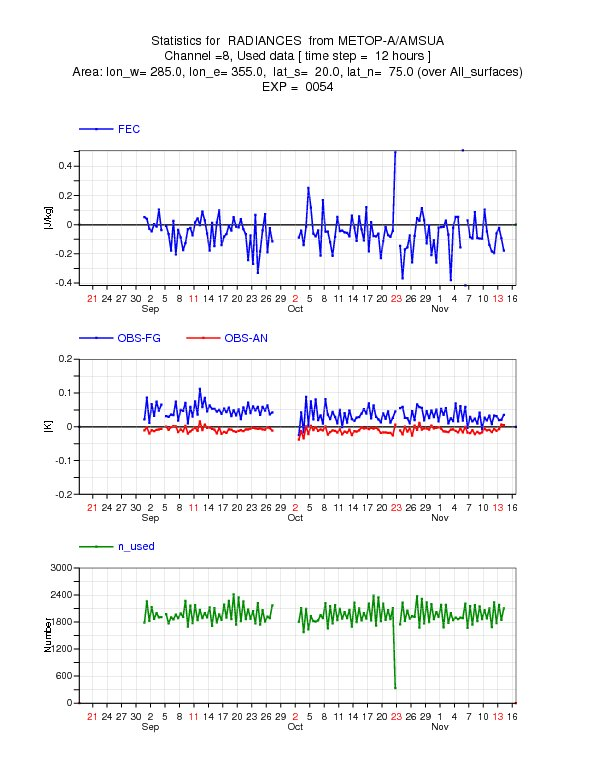 Statistics for RADIANCES from METOP-A/AMSUA
Channel =8, Used data [ time step = 12 hours ]
Area: lon_w= 285.0, lon_e= 355.0, lat_s= 20.0, lat_n= 75.0 (over All_surfaces)
EXP = 0054
FEC
0.4
0.2
0
-0.2
-0.4
[J/kg]
21 24 27 30 2 5 8 11 14 17 20 23 26 29 2 5 8 11 14 17 20 23 26 29 1 4 7 10 13 16
Sep Oct Nov
OBS-FG OBS-AN
0.2
0.1
0
-0.1
-0.2
[K]
21 24 27 30 2 5 8 11 14 17 20 23 26 29 2 5 8 11 14 17 20 23 26 29 1 4 7 10 13 16
Sep Oct Nov
n_used
3000
2400
1800
1200
600
0
Number
21 24 27 30 2 5 8 11 14 17 20 23 26 29 2 5 8 11 14 17 20 23 26 29 1 4 7 10 13 16
Sep Oct Nov